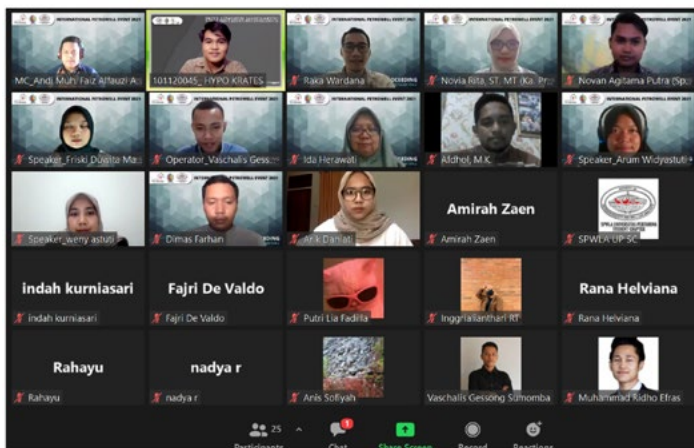 MC_Andi Muh. Faiz Alfauzi A...
101120045_ HYPO KRATES
Raka Wardana
Novia Rita, ST. MT (Ka. Pr...
Novan Agitama Putra (Sp...
INTERNATIONAL PETROWELL EVENT 2021
Speaker_Friski Duwita Ma...
Operator_Vaschalis Gess...
Ida Herawati
Afdhol, M.K
Speaker_Arum Widyastuti
Speaker_weny astuti
Dimas Farhan
Arik Daniati
Amirah Zaen
Amirah Zaen
SPWLA UP SC
indah kurniasari
indah kurniasari
Fajri De Valdo
Fajri De Valdo
Putri Lia Fadilla
Inggrialianthari RT
Rana Helviana
Rana Helviana
Rahayu
Rahayu
nadya r
nadya r
Anis Sofiyah
Vaschalis Gessong Sumomba
Muhammad Ridho Efras
25
1
Participants
Chat
Share Screen
Record
Reactions